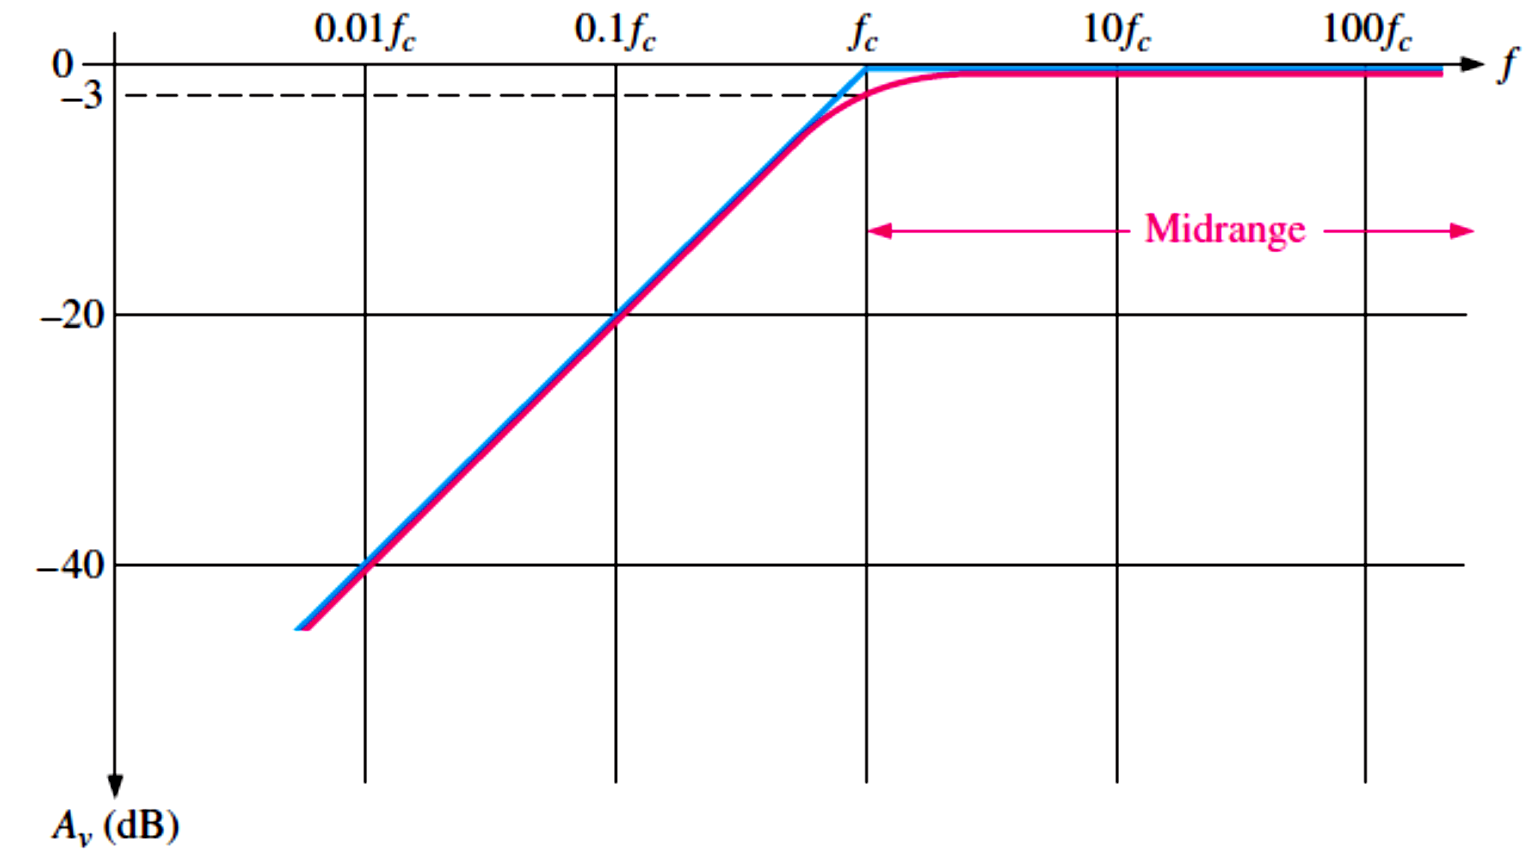 0.01fc 0.1fc fc 10fc 100fc
0 f
–3
Midrange
–20
–40
Av (dB)